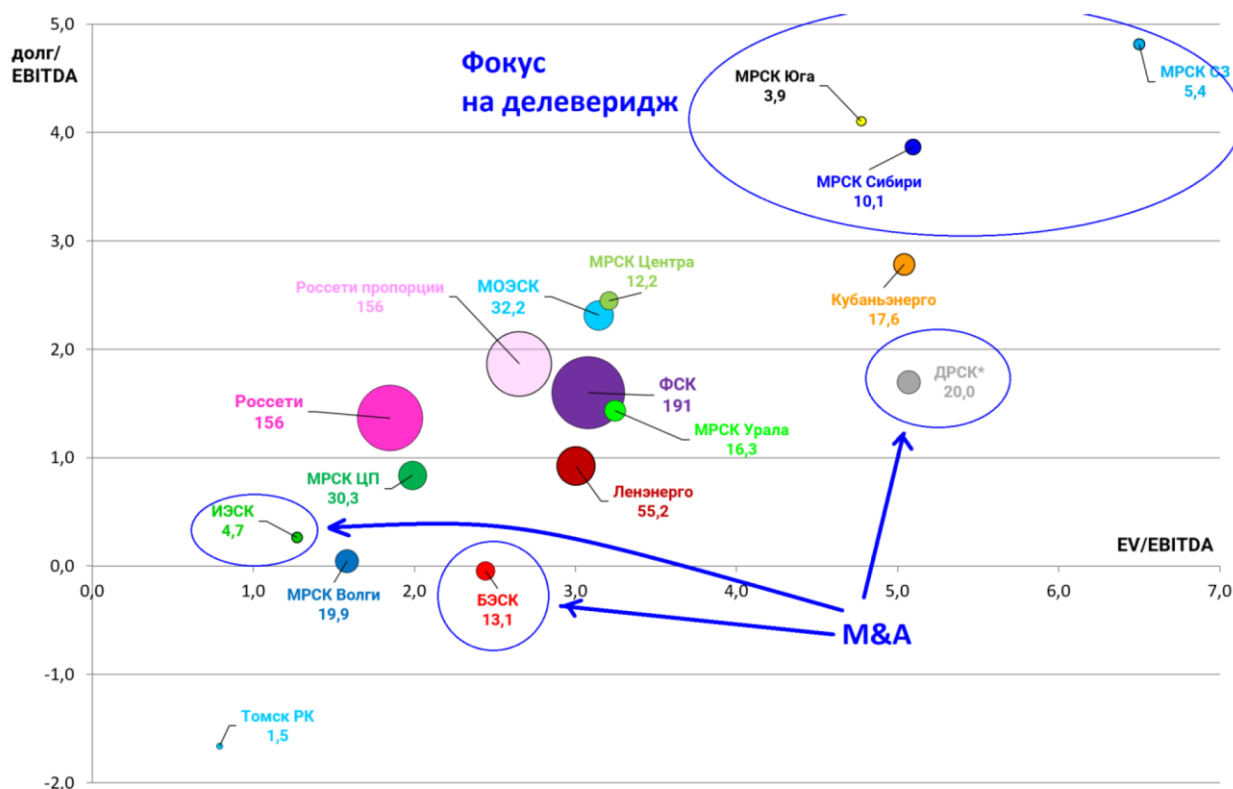 5,0
долг/
EBITDA
Фокус
на делеверидж
МРСК Юга
3,9
МРСК СЗ
5,4
4,0
МРСК Сибири
10,1
3,0
МРСК Центра
12,2
Россети пропорции
156
МОЭСК
32,2
Кубаньэнерго
17,6
2,0
ДРСК*
20,0
ФСК
191
Россети
156
МРСК Урала
16,3
1,0
МРСК ЦП
30,3
Ленэнерго
55,2
ИЭСК
4,7
EV/EBITDA
0,0
0,0
1,0
2,0
3,0
4,0
5,0
6,0
7,0
МРСК Волги
19,9
БЭСК
13,1
M&A
-1,0
Томск РК
1,5
-2,0